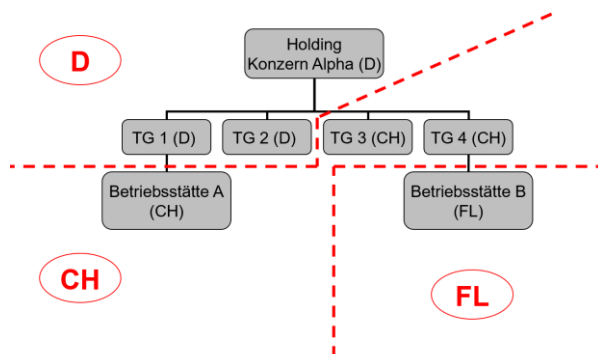 D
Holding
Konzern Alpha (D)
TG 1 (D)
TG 2 (D)
TG 3 (CH)
TG 4 (CH)
Betriebsstätte A
(CH)
Betriebsstätte B
(FL)
CH
FL